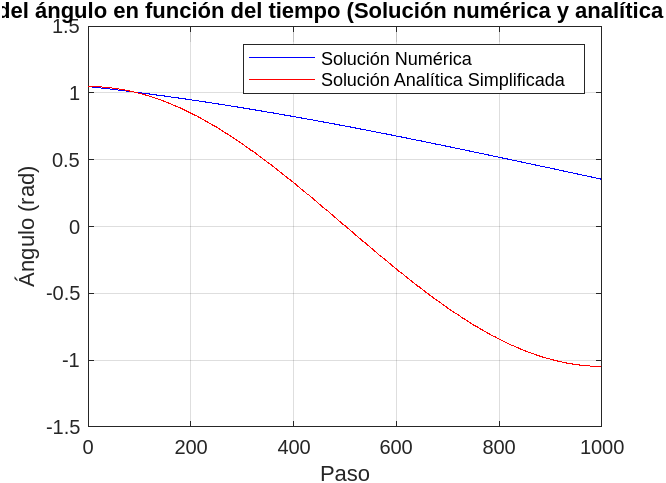 del ángulo en función del tiempo (Solución numérica y analítica
1.5
1
0.5
0
-0.5
-1
-1.5
Ángulo (rad)
Solución Numérica
Solución Analítica Simplificada
0 200 400 600 800 1000
Paso